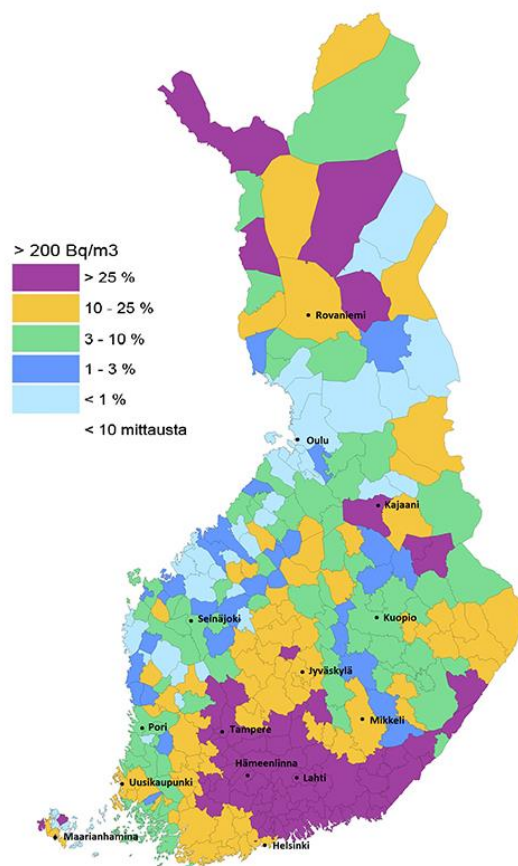 > 200 Bq/m3
> 25 %
10 - 25 %
3 - 10 %
1 - 3 %
< 1 %
< 10 mittausta
Rovaniemi
Oulu
Kajaani
Seinäjoki
Kuopio
Jyväskylä
Mikkeli
Pori
Tampere
Hämeenlinna
Lahti
Uusikaupunki
Maarianhamina
Helsinki